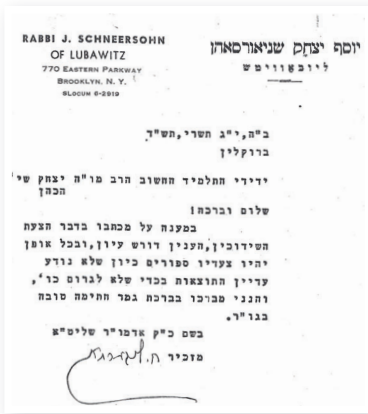 RABBI J. SCHNEERSOHN
OF LUBAWITZ
770 EASTERN PARKWAY
BROOKLYN, N. Y.
SLOCUM 6-2919
יוסף יצחק שניאורסאהן
ליובאוויטש
ב"ה, י"ג תשרי, תש"ד
ברוקלין
ידידי התלמיד החשוב הרב מו"ה יצחק שי'
הכהן
שלום וברכה!
במענה על מכתבו בדבר הצעת
השידוכין, הענין דורש עיון, ובכל אופן
יהיו צעדיו ספורים כיון שלא נודע
עדיין התוצאות בכדי שלא לגרום כו',
והנני מברכו בברכת גמר חתימה טובה
בגו"ר.
בשם כ"ק אדמו"ר שליט"א
מזכיר